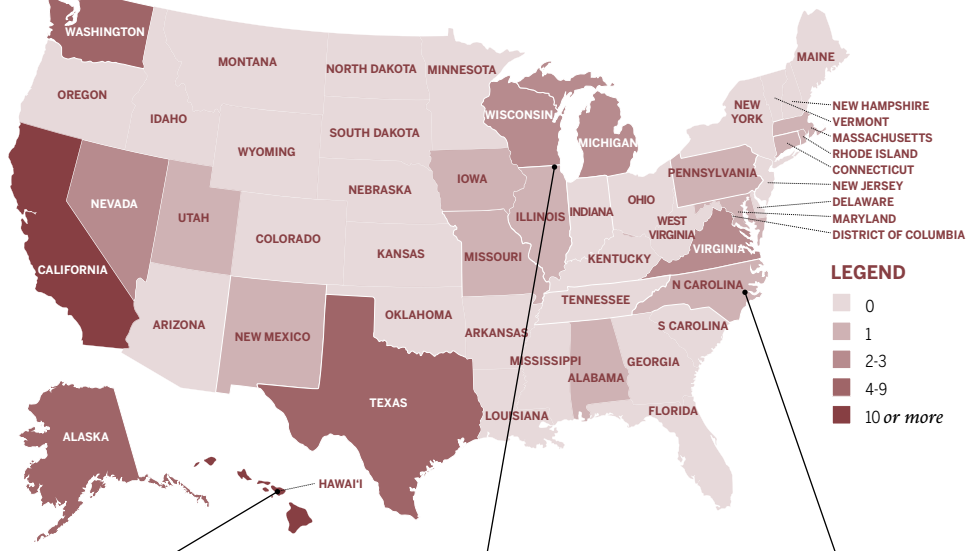 WASHINGTON
MAINE
MONTANA
NORTH DAKOTA
MINNESOTA
OREGON
NEW
YORK
NEW HAMPSHIRE
VERMONT
IDAHO
WISCONSIN
SOUTH DAKOTA
MICHIGAN
MASSACHUSETTS
WYOMING
RHODE ISLAND
CONNECTICUT
PENNSYLVANIA
IOWA
NEW JERSEY
NEBRASKA
OHIO
DELAWARE
NEVADA
UTAH
ILLINOIS
INDIANA
MARYLAND
WEST
VIRGINIA
DISTRICT OF COLUMBIA
COLORADO
VIRGINIA
KANSAS
MISSOURI
KENTUCKY
CALIFORNIA
N CAROLINA
TENNESSEE
OKLAHOMA
ARIZONA
NEW MEXICO
ARKANSAS
S CAROLINA
MISSISSIPPI
GEORGIA
ALABAMA
TEXAS
LOUISIANA
FLORIDA
ALASKA
HAWAIʻI
LEGEND
0
1
2-3
4-9
10 or more